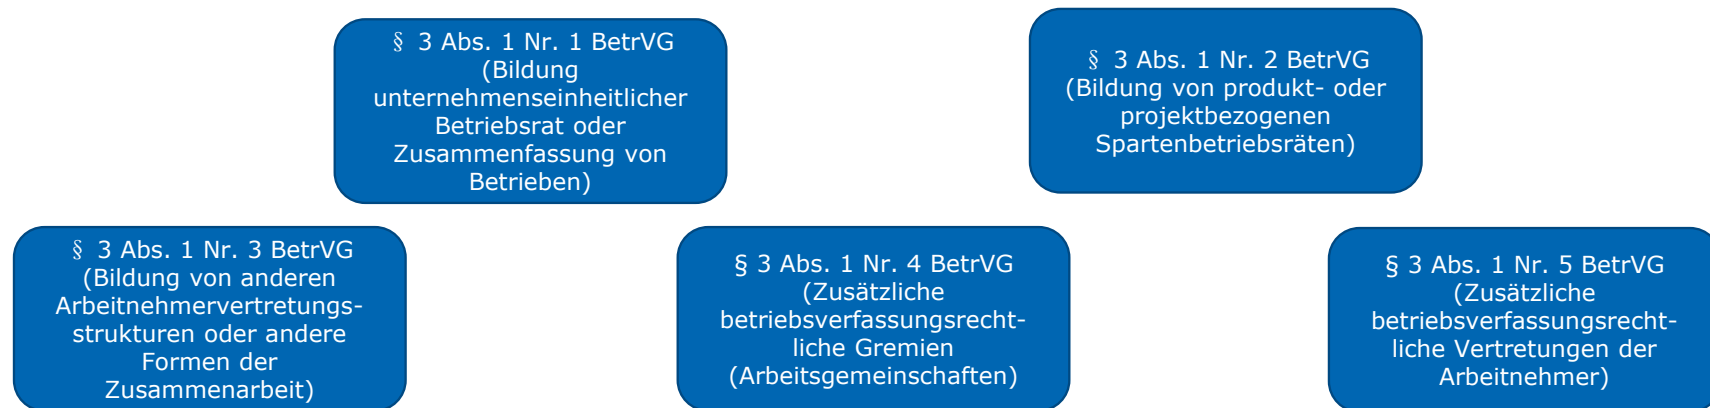 § 3 Abs. 1 Nr. 1 BetrVG
(Bildung
unternehmenseinheitlicher
Betriebsrat oder
Zusammenfassung von
Betrieben)
§ 3 Abs. 1 Nr. 2 BetrVG
(Bildung von produkt- oder
projektbezogenen
Spartenbetriebsräten)
§ 3 Abs. 1 Nr. 3 BetrVG
(Bildung von anderen
Arbeitnehmervertretungs-
strukturen oder andere
Formen der
Zusammenarbeit)
§ 3 Abs. 1 Nr. 4 BetrVG
(Zusätzliche
betriebsverfassungsrecht-
liche Gremien
(Arbeitsgemeinschaften)
§ 3 Abs. 1 Nr. 5 BetrVG
(Zusätzliche
betriebsverfassungsrecht-
liche Vertretungen der
Arbeitnehmer)